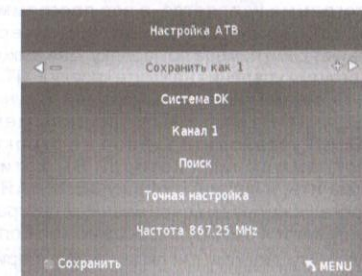 Настройка АТВ
Сохранить как 1
Система DK
Канал 1
Поиск
Точная настройка
Частота 867.25 MHz
Сохранить
MENU